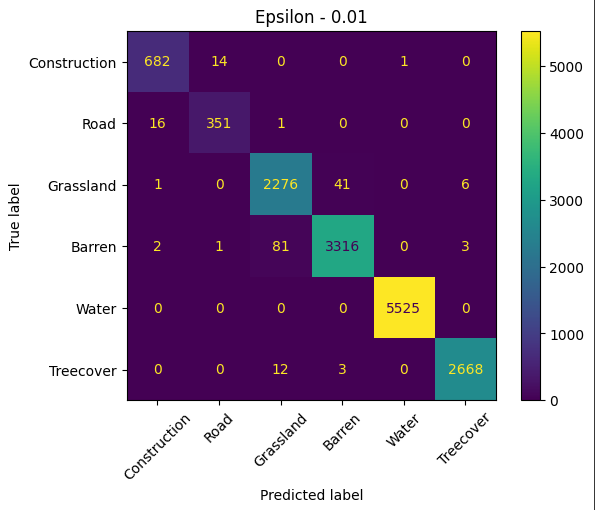 Epsilon - 0.01
Construction 682 14 0 0 1 0
Road 16 351 1 0 0 0
Grassland 1 0 2276 41 0 6
Barren 2 1 81 3316 0 3
Water 0 0 0 0 5525 0
Treecover 0 0 12 3 0 2668
Construction Road Grassland Barren Water Treecover
Predicted label
True label
5000
4000
3000
2000
1000
0